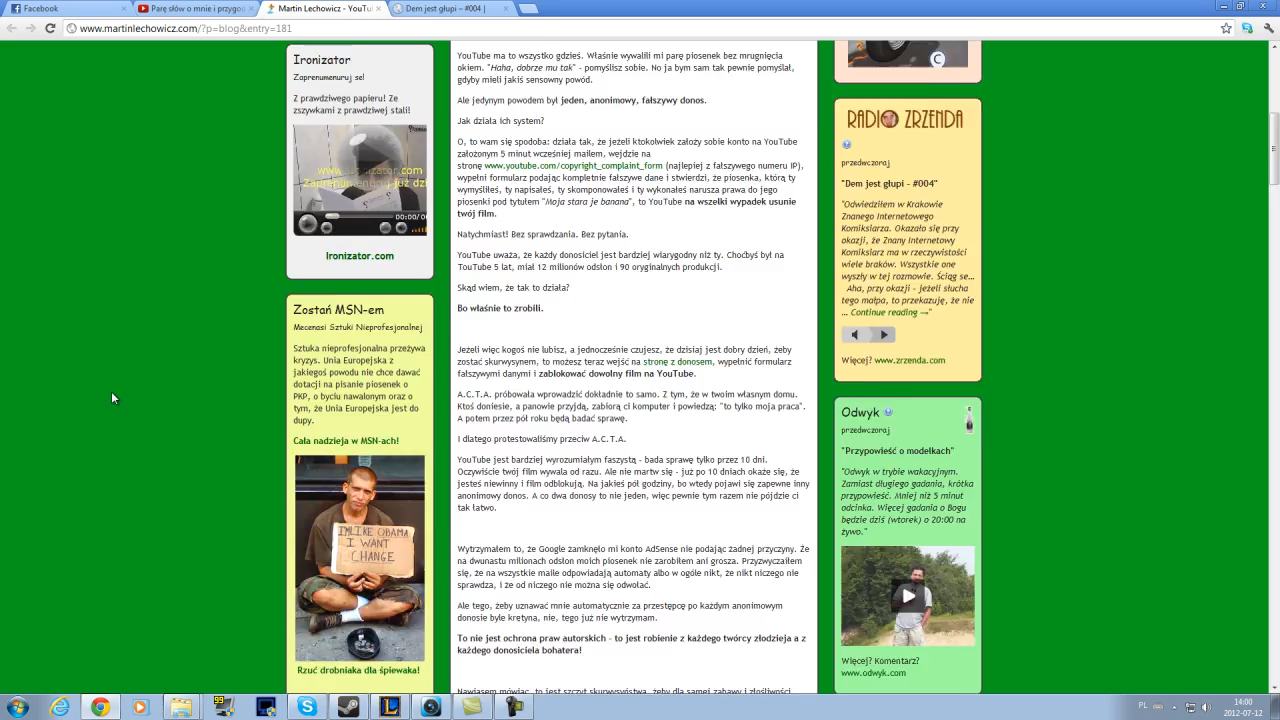 Facebook
Parę słów o mnie i przygod
Martin Lechowicz - YouTu
Dem jest głupi – #004 |
www.martinlechowicz.com/?p=blog&entry=181
Ironizator
Zaprenumeruj se!
Z prawdziwego papieru! Ze
zszywkami z prawdziwej stali!
00:00/0
Ironizator.com
Zostań MSN-em
Mecenasi Sztuki Nieprofesjonalnej
Sztuka nieprofesjonalna przeżywa
kryzys. Unia Europejska z
jakiegoś powodu nie chce dawać
dotacji na pisanie piosenek o
PKP, o byciu nawalonym oraz o
tym, że Unia Europejska jest do
dupy.
Cała nadzieja w MSN-ach!
I'M LIKE OBAMA
I WANT
CHANGE
Rzuć drobniaka dla śpiewaka!
YouTube ma to wszystko gdzieś. Właśnie wywalili mi parę piosenek bez mrugnięcia
okiem. "Haha, dobrze mu tak" - pomyślisz sobie. No ja bym sam tak pewnie pomyślał,
gdyby mieli jakiś sensowny powód.
Ale jedynym powodem był jeden, anonimowy, fałszywy donos.
Jak działa ich system?
O, to wam się spodoba: działa tak, że jeżeli ktokolwiek założy sobie konto na YouTube
założonym 5 minut wcześniej mailem, wejdzie na
stronę www.youtube.com/copyright_complaint_form (najlepiej z fałszywego numeru IP),
wypełni formularz podając kompletnie fałszywe dane i stwierdzi, że piosenka, którą ty
wymyśliłeś, ty napisałeś, ty skomponowałeś i ty wykonałeś narusza prawa do jego
piosenki pod tytułem "Moja stara je banana", to YouTube na wszelki wypadek usunie
twój film.
Natychmiast! Bez sprawdzania. Bez pytania.
YouTube uważa, że każdy donosiciel jest bardziej wiarygodny niż ty. Choćbyś był na
TouTube 5 lat, miał 12 milionów odsłon i 90 oryginalnych produkcji.
Skąd wiem, że tak to działa?
Bo właśnie to zrobili.
Jeżeli więc kogoś nie lubisz, a jednocześnie czujesz, że dzisiaj jest dobry dzień, żeby
zostać skurwysynem, to możesz teraz wejść na stronę z donosem, wypełnić formularz
fałszywymi danymi i zablokować dowolny film na YouTube.
A.C.T.A. próbowała wprowadzić dokładnie to samo. Z tym, że w twoim własnym domu.
Ktoś doniesie, a panowie przyjdą, zabiorą ci komputer i powiedzą: "to tylko moja praca".
A potem przez pół roku będą badać sprawę.
I dlatego protestowaliśmy przeciw A.C.T.A.
YouTube jest bardziej wyrozumiałym faszystą - bada sprawę tylko przez 10 dni.
Oczywiście twój film wywala od razu. Ale nie martw się - już po 10 dniach okaże się, że
jesteś niewinny i film odblokują. Na jakieś pół godziny, bo wtedy pojawi się zapewne inny
anonimowy donos. A co dwa donosy to nie jeden, więc pewnie tym razem nie pójdzie ci
tak łatwo.
Wytrzymałem to, że Google zamknęło mi konto AdSense nie podając żadnej przyczyny. Że
na dwunastu milionach odsłon moich piosenek nie zarobiłem ani grosza. Przyzwyczaiłem
się, że na wszystkie maile odpowiadają automaty albo w ogóle nikt, że nikt niczego nie
sprawdza, i że od niczego nie można się odwołać.
Ale tego, żeby uznawać mnie automatycznie za przestępcę po każdym anonimowym
donosie byle kretyna, nie, tego już nie wytrzymam.
To nie jest ochrona praw autorskich - to jest robienie z każdego twórcy złodzieja a z
każdego donosiciela bohatera!
Nawiasem mówiąc, to jest szczyt skurwysyństwa, żeby dla samej zabawy i złośliwości
RADIO ZRZENDA
przedwczoraj
"Dem jest głupi – #004"
"Odwiedziłem w Krakowie
Znanego Internetowego
Komiksiarza. Okazało się przy
okazji, że Znany Internetowy
Komiksiarz ma w rzeczywistości
wiele braków. Wszystkie one
wyszły w tej rozmowie. Ściąg se…
Aha, przy okazji – jeżeli słucha
tego małpa, to przekazuję, że nie
… Continue reading →"
Więcej? www.zrzenda.com
Odwyk
przedwczoraj
"Przypowieść o modelkach"
"Odwyk w trybie wakacyjnym.
Zamiast długiego gadania, krótka
przypowieść. Mniej niż 5 minut
odcinka. Więcej gadania o Bogu
będzie dziś (wtorek) o 20:00 na
żywo."
Więcej? Komentarz?
www.odwyk.com
99
PL
14:00
2012-07-12